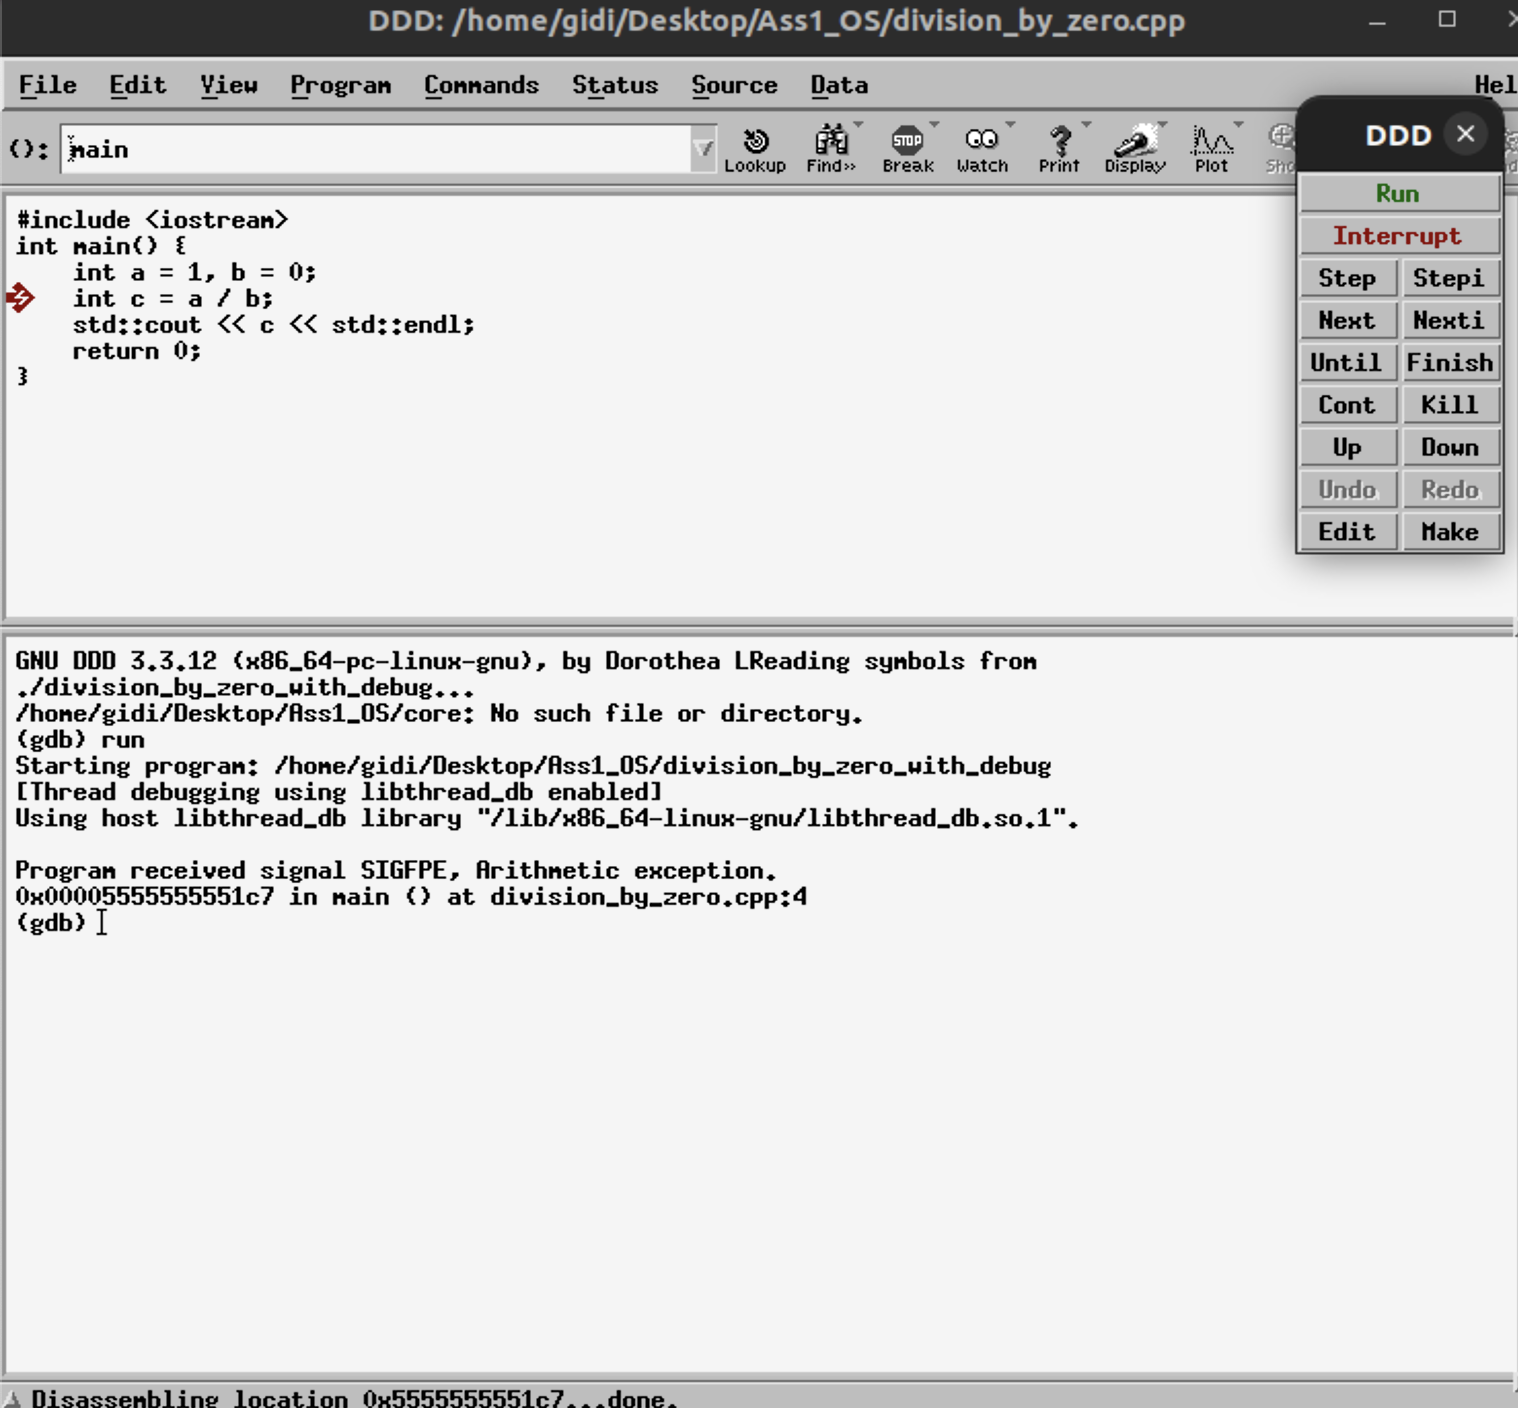 DDD: /home/gidi/Desktop/Ass1_OS/division_by_zero.cpp
File Edit View Program Commands Status Source Data Hel
(): main
Lookup Find>> Break Watch Print Display Plot Sho
DDD
Run
Interrupt
Step Stepi
Next Nexti
Until Finish
Cont Kill
Up Down
Undo Redo
Edit Make
#include <iostream>
int main() {
    int a = 1, b = 0;
    int c = a / b;
    std::cout << c << std::endl;
    return 0;
}
GNU DDD 3.3.12 (x86_64-pc-linux-gnu), by Dorothea LReading symbols from
./division_by_zero_with_debug...
/home/gidi/Desktop/Ass1_OS/core: No such file or directory.
(gdb) run
Starting program: /home/gidi/Desktop/Ass1_OS/division_by_zero_with_debug
[Thread debugging using libthread_db enabled]
Using host libthread_db library "/lib/x86_64-linux-gnu/libthread_db.so.1".
Program received signal SIGFPE, Arithmetic exception.
0x00005555555551c7 in main () at division_by_zero.cpp:4
(gdb)
Disassembling location 0x5555555551c7...done.